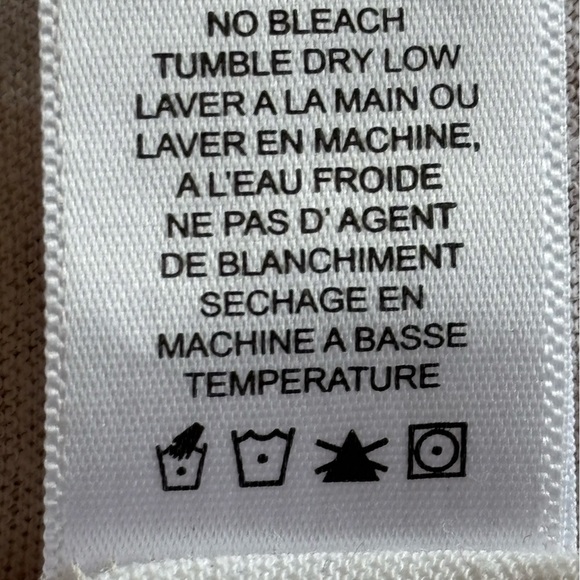 NO BLEACH
TUMBLE DRY LOW
LAVER A LA MAIN OU
LAVER EN MACHINE,
A L'EAU FROIDE
NE PAS D' AGENT
DE BLANCHIMENT
SECHAGE EN
MACHINE A BASSE
TEMPERATURE